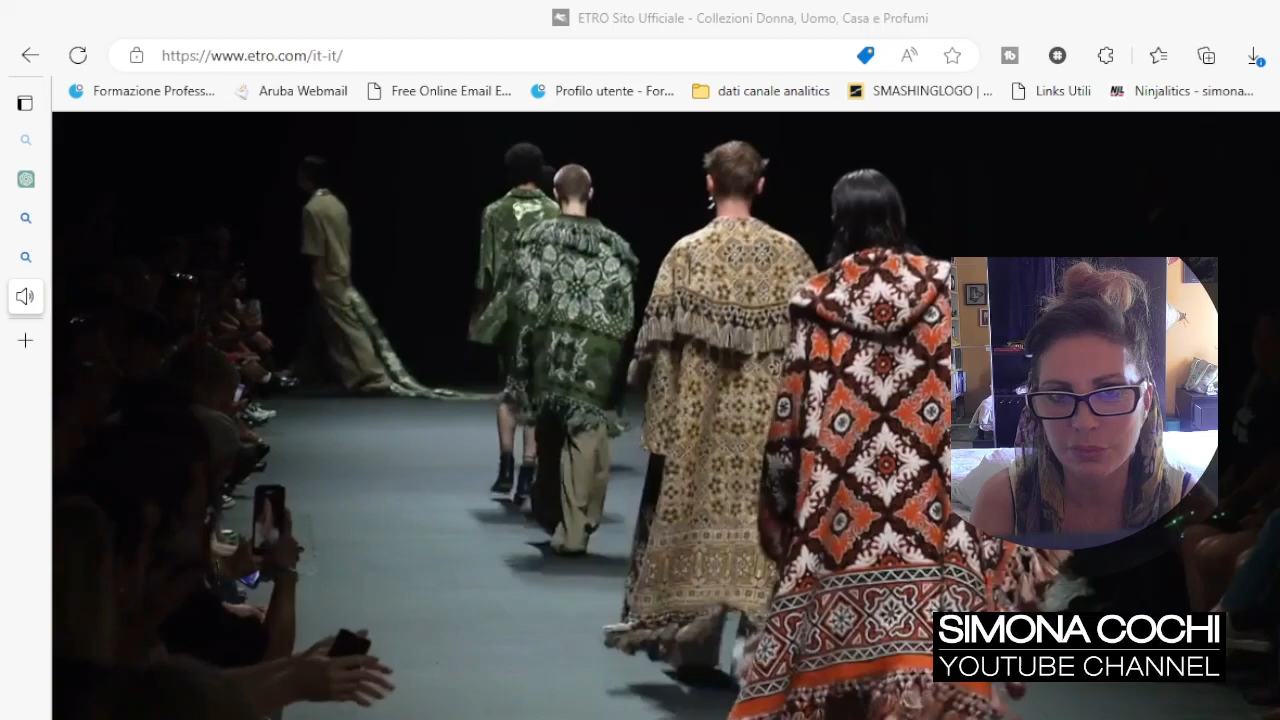 ETRO Sito Ufficiale - Collezioni Donna, Uomo, Casa e Profumi
https://www.etro.com/it-it/
Formazione Profess... Aruba Webmail Free Online Email E... Profilo utente - For... dati canale analitics SMASHINGLOGO | ... Links Utili Ninjalitics - simona...
SIMONA COCHI
YOUTUBE CHANNEL